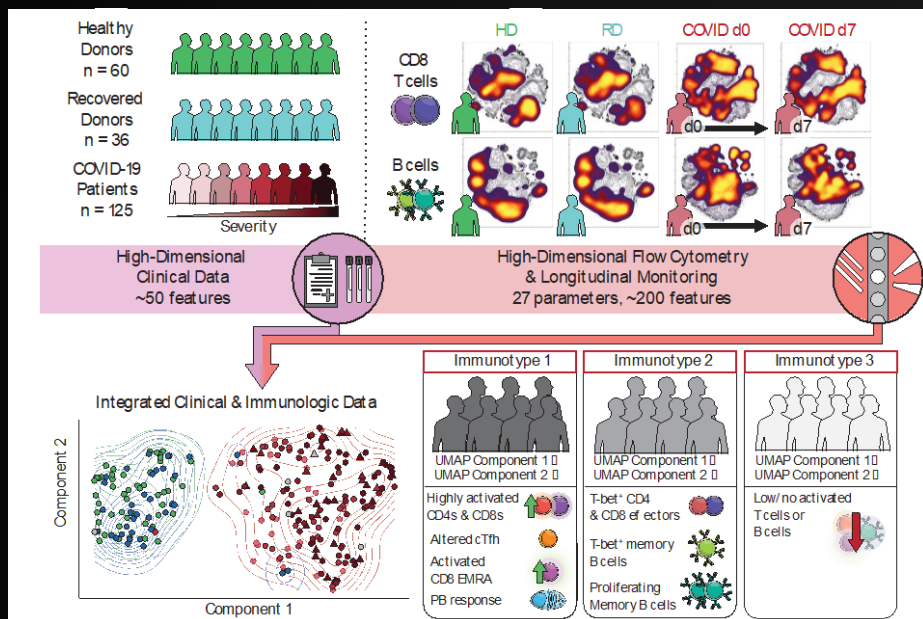 Healthy
Donors
n = 60
Recovered
Donors
n = 36
COVID-19
Patients
n = 125
Severity
HD
RD
COVID d0
COVID d7
CD8
T cells
d0
d7
B cells
d0
d7
High-Dimensional
Clinical Data
~50 features
High-Dimensional Flow Cytometry
& Longitudinal Monitoring
27 parameters, ~200 features
Integrated Clinical & Immunologic Data
Component 2
Component 1
Immunotype 1
UMAP Component 1 ▯
UMAP Component 2 ▯
Highly activated
CD4s & CD8s
Altered cTfh
Activated
CD8 EMRA
PB response
Immunotype 2
UMAP Component 1▯
UMAP Component 2 ▯
T-bet⁺ CD4
& CD8 ef ectors
T-bet⁺ memory
B cells
Proliferating
Memory B cells
Immunotype 3
UMAP Component 1▯
UMAP Component 2 ▯
Low/no activated
T cells or
B cells